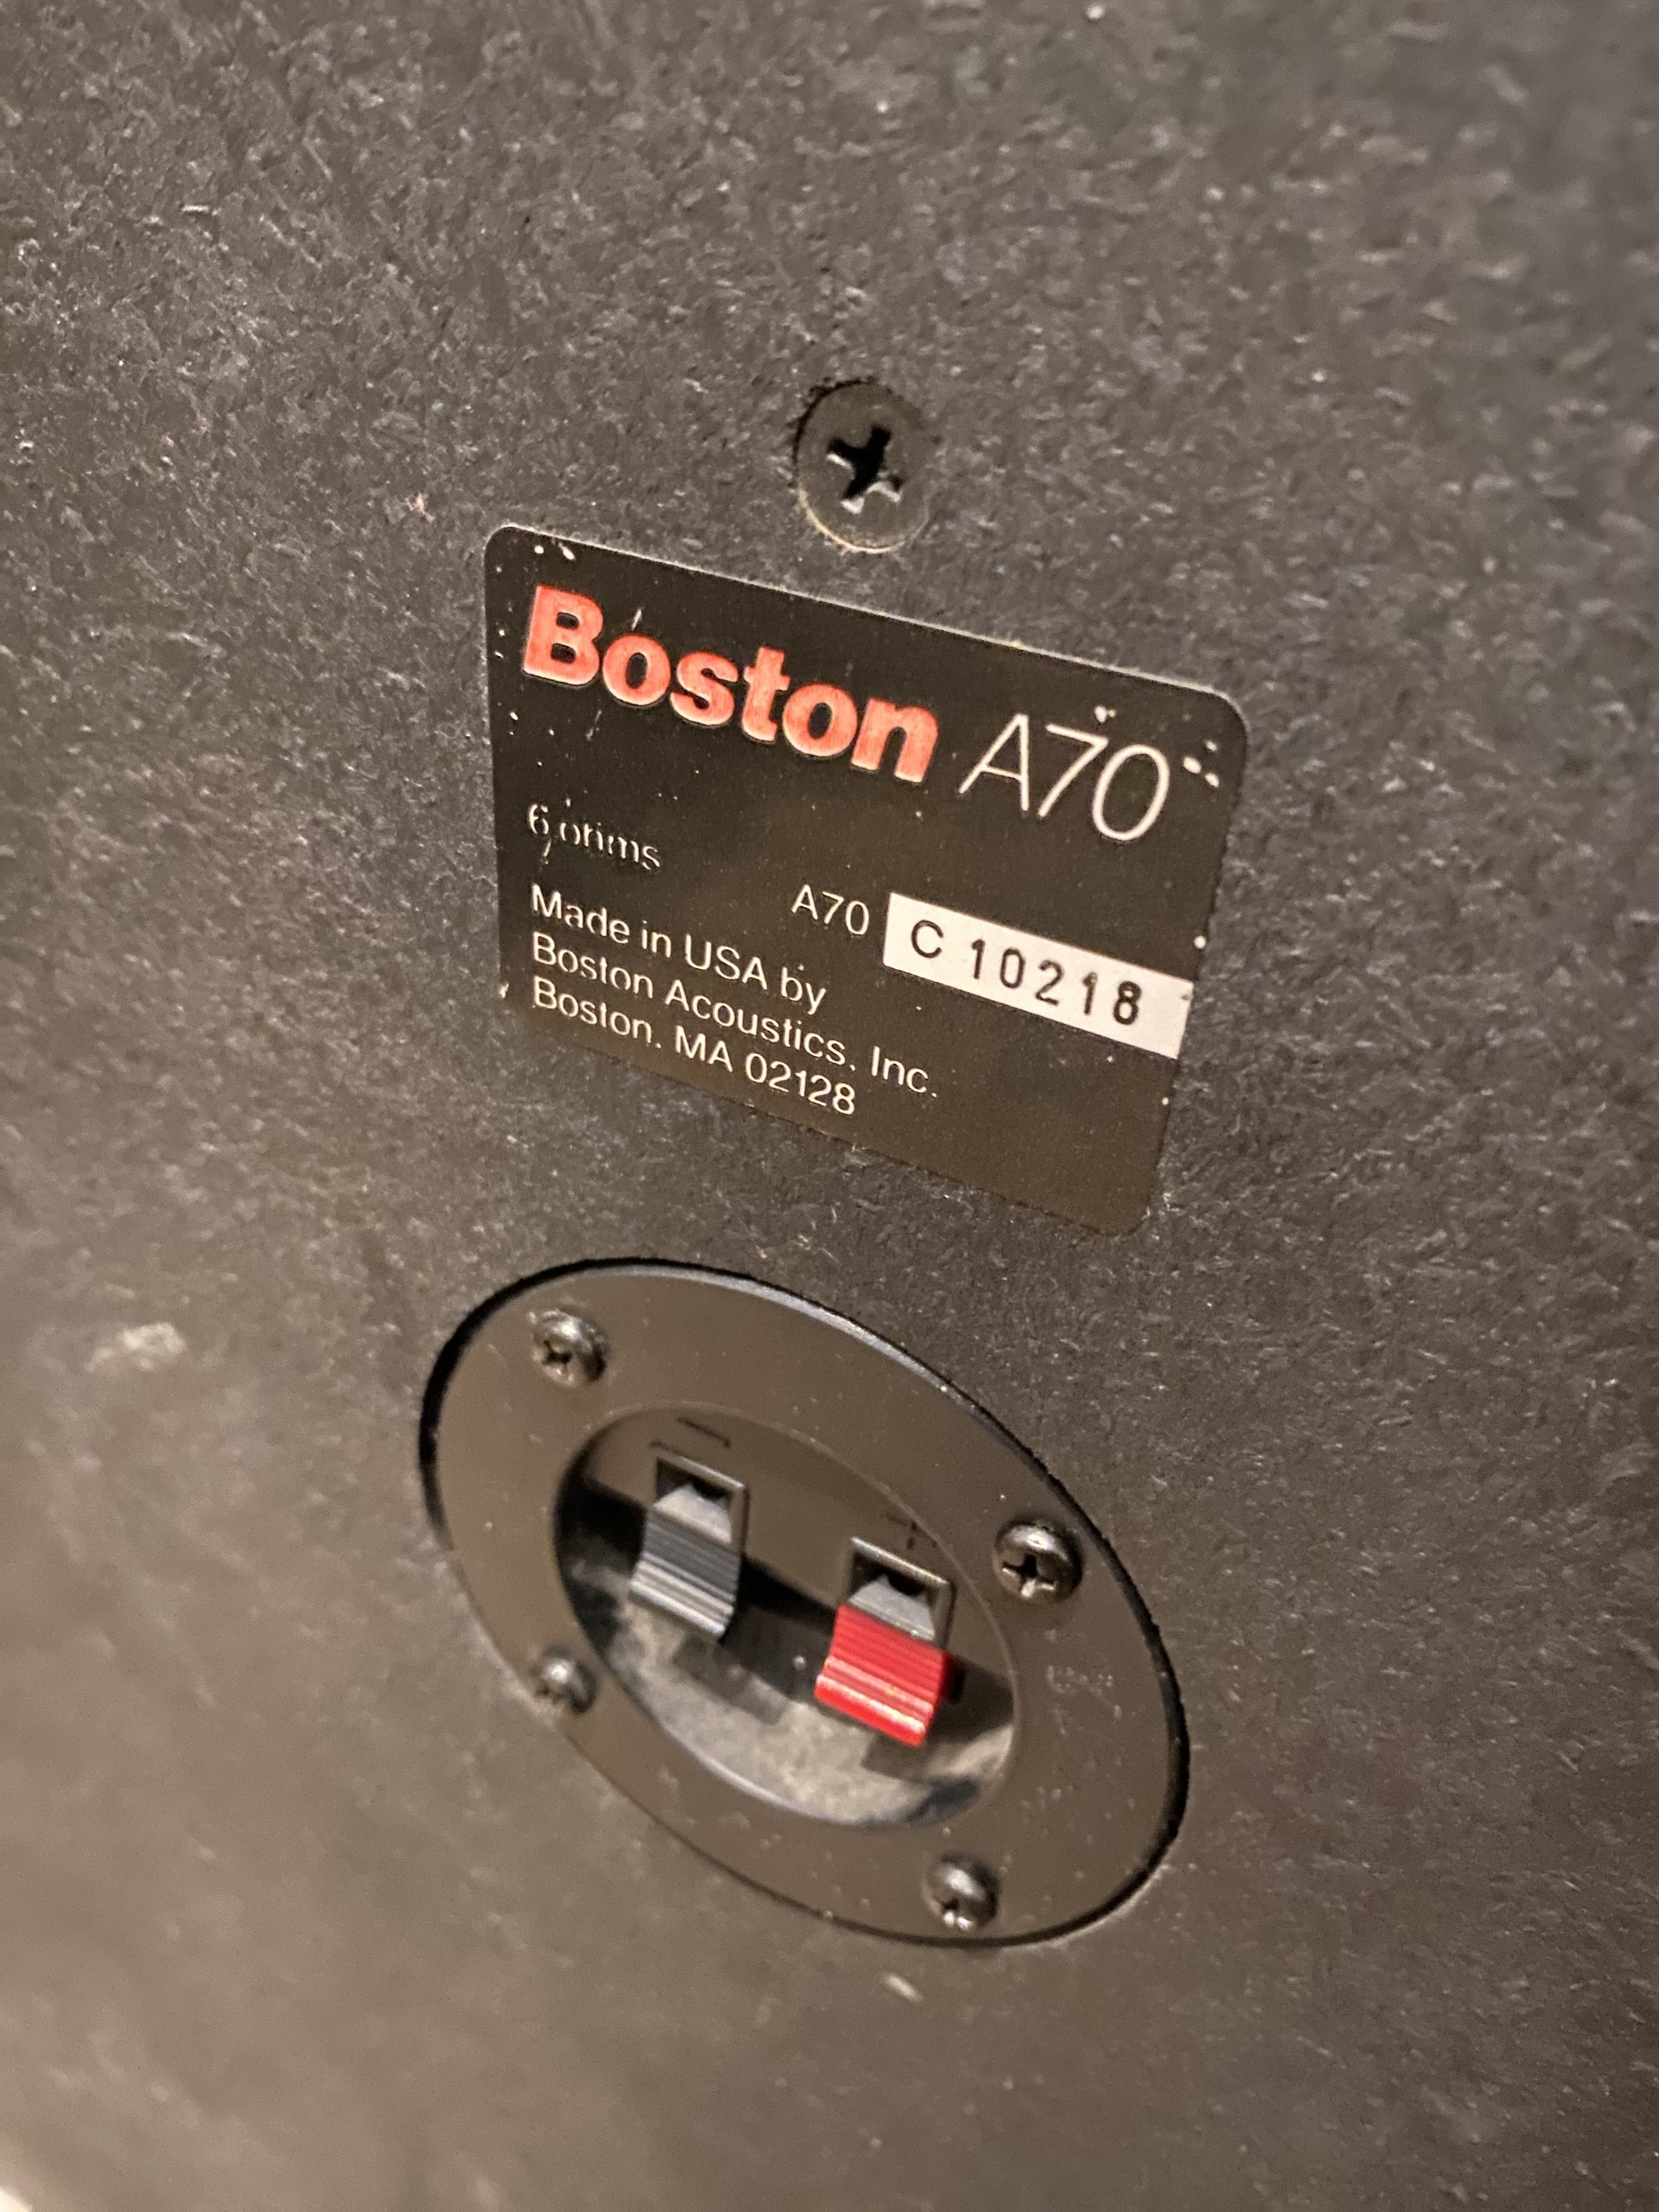 Boston A70
6 ohms
A70 C 10218
Made in USA by
Boston Acoustics, Inc.
Boston, MA 02128
- +